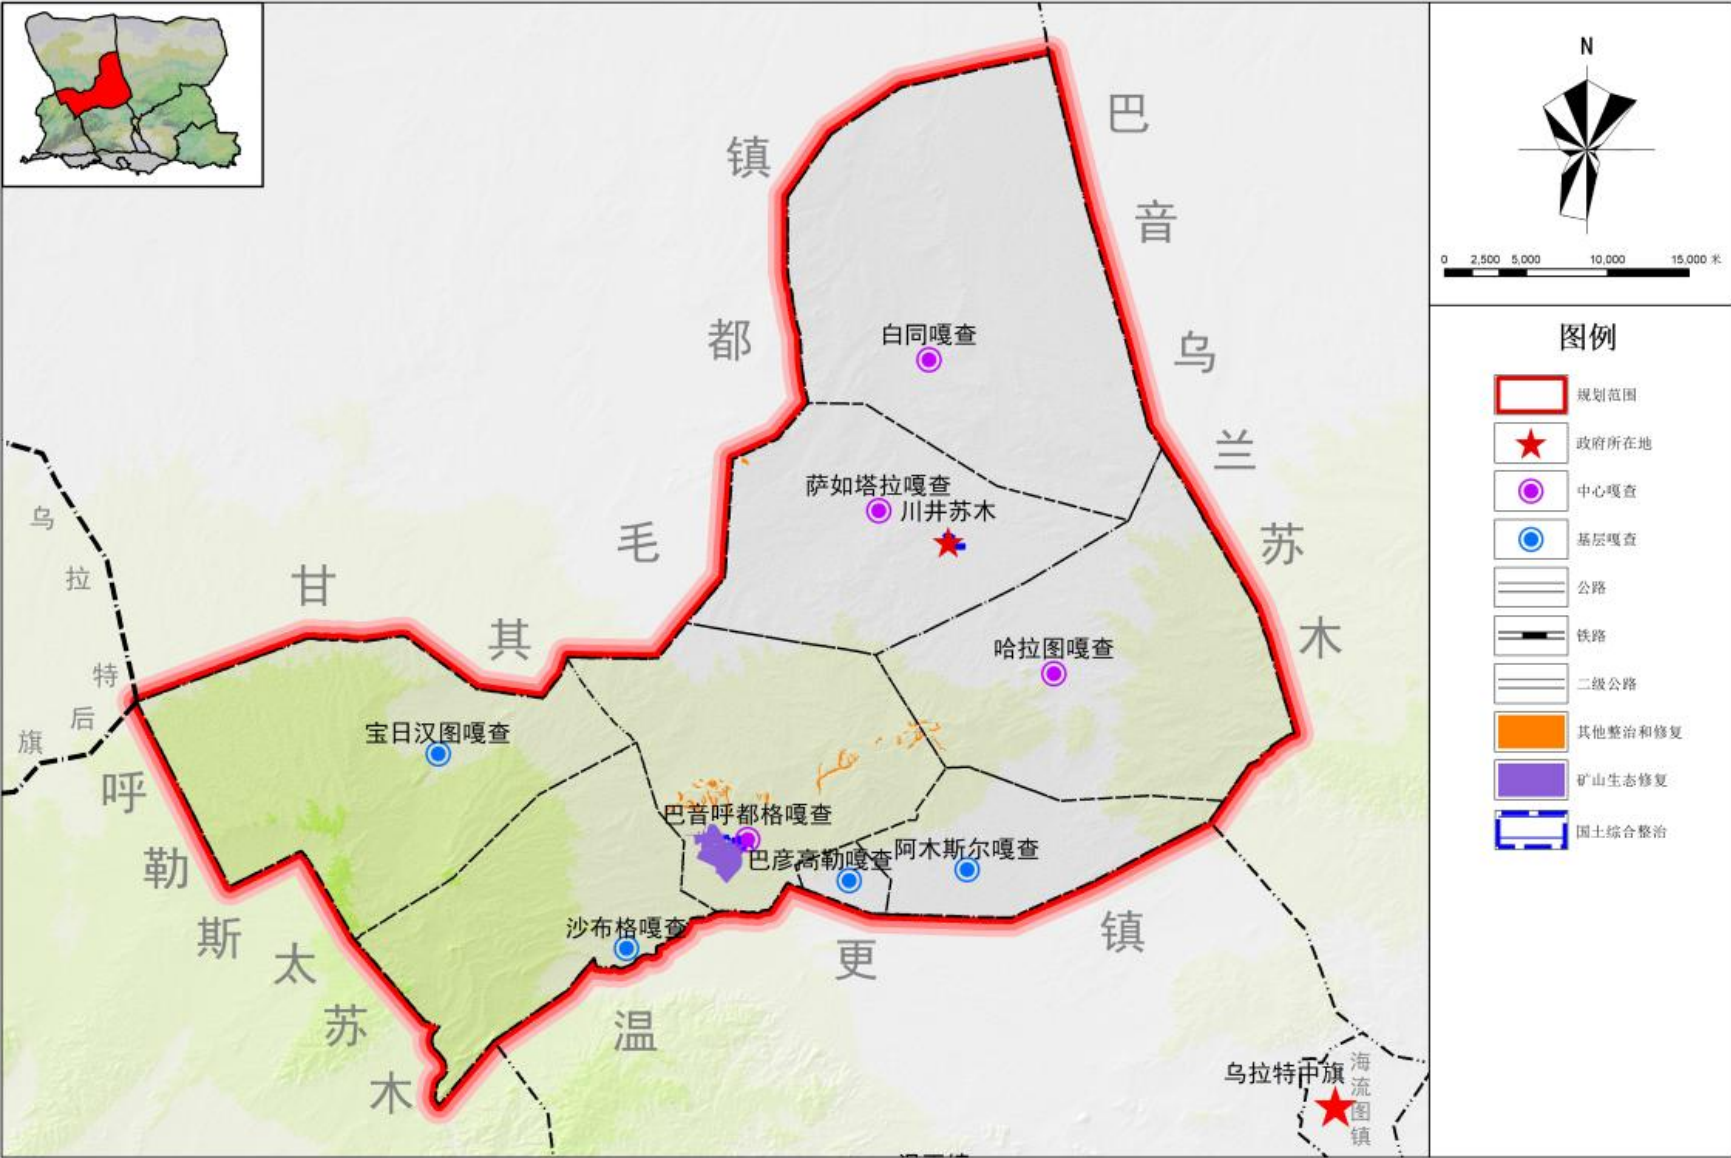 N
0 2,500 5,000 10,000 15,000 米
图例
规划范围
政府所在地
中心嘎查
基层嘎查
公路
铁路
二级公路
其他整治和修复
矿山生态修复
国土综合整治
甘其毛都镇
巴音乌兰苏木
乌拉特后旗
呼勒斯太苏木
温更镇
白同嘎查
萨如塔拉嘎查
川井苏木
哈拉图嘎查
宝日汉图嘎查
巴音呼都格嘎查
巴彦高勒嘎查
阿木斯尔嘎查
沙布格嘎查
乌拉特中旗
海流图镇